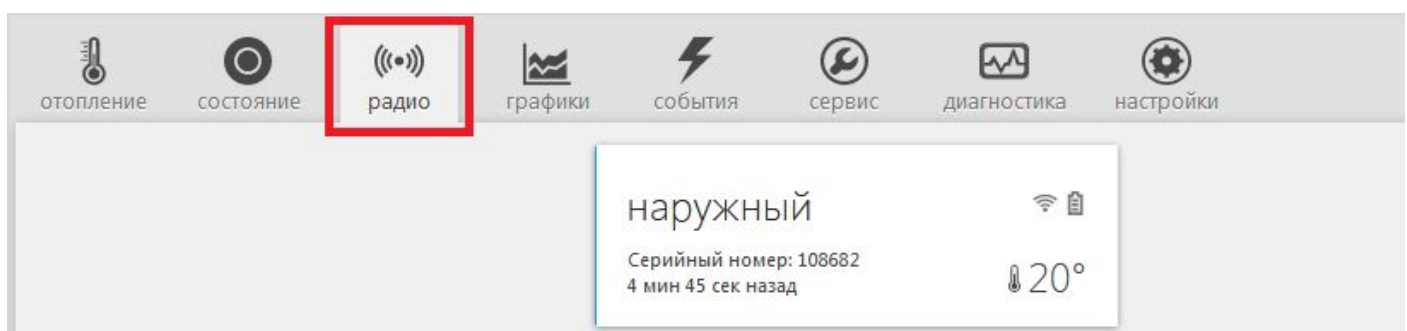 отопление состояние радио графики события сервис диагностика настройки
наружный
Серийный номер: 108682
4 мин 45 сек назад
20°